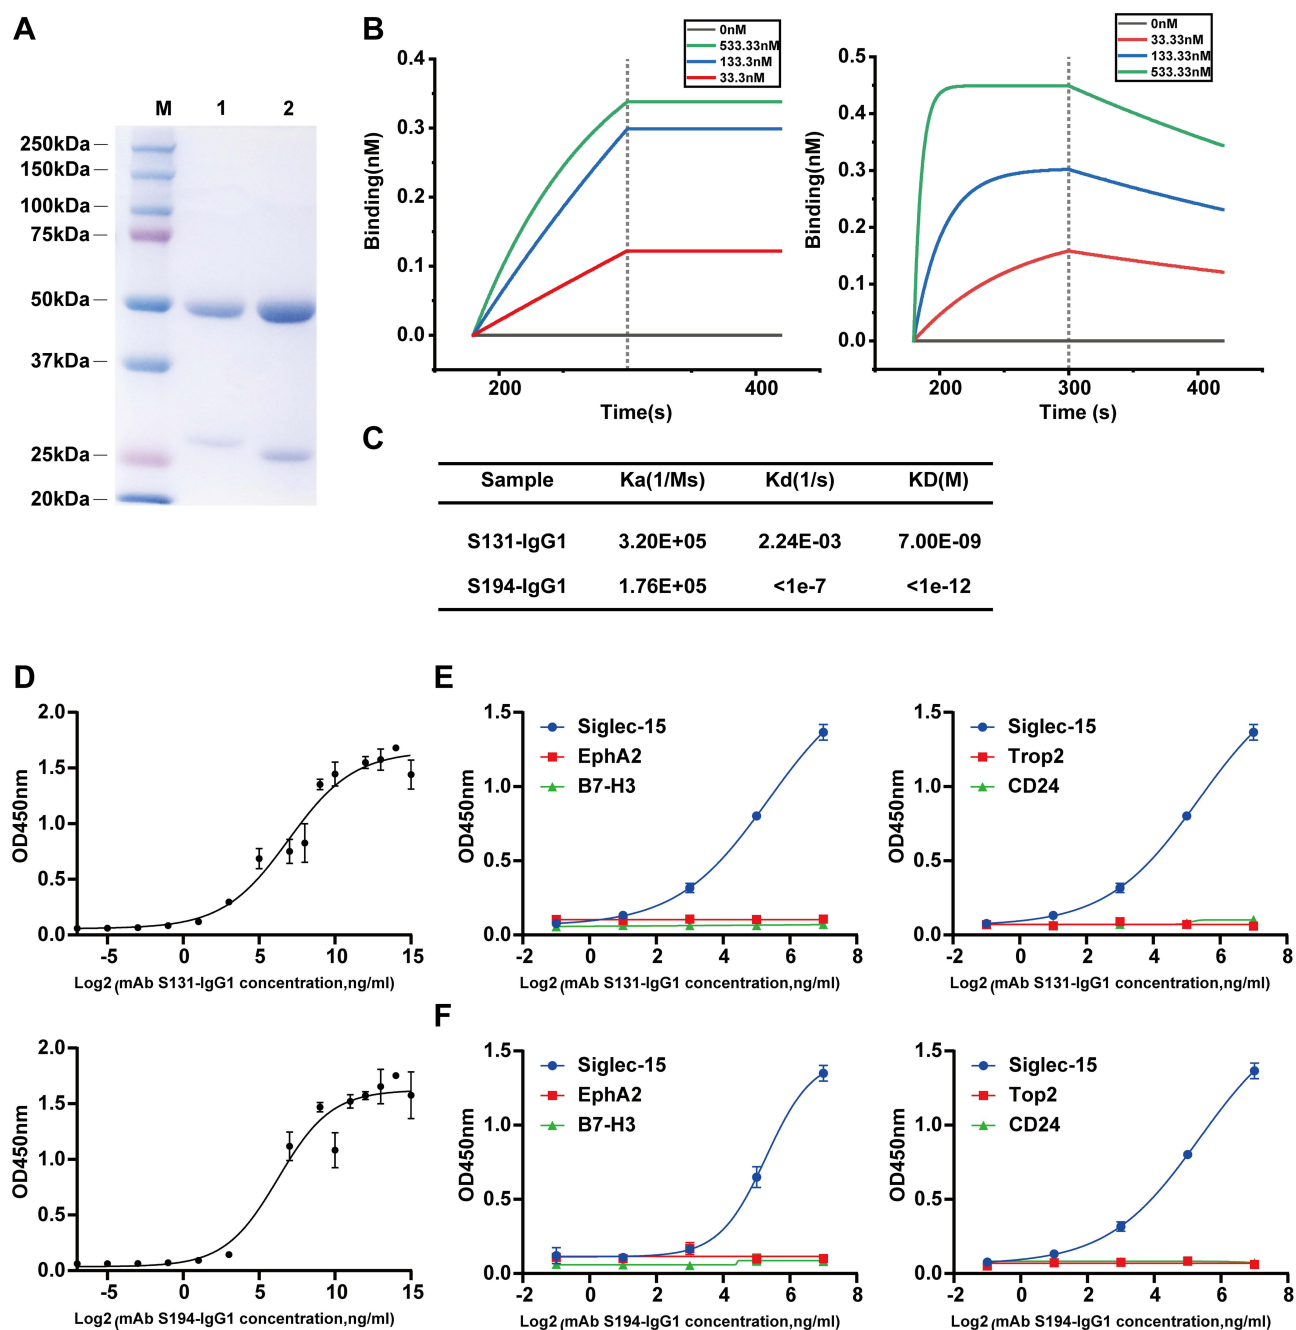 A
M 1 2
250kDa
150kDa
100kDa
75kDa
50kDa
37kDa
25kDa
20kDa
B
0nM
533.33nM
133.3nM
33.3nM
Binding(nM)
0.4
0.3
0.2
0.1
0.0
200 400
Time(s)
0nM
33.33nM
133.33nM
533.33nM
Binding(nM)
0.5
0.4
0.3
0.2
0.1
0.0
200 300 400
Time (s)
C
Sample Ka(1/Ms) Kd(1/s) KD(M)
S131-IgG1 3.20E+05 2.24E-03 7.00E-09
S194-IgG1 1.76E+05 <1e-7 <1e-12
D
OD450nm
2.0
1.5
1.0
0.5
0.0
-5 0 5 10 15
Log2 (mAb S131-IgG1 concentration,ng/ml)
OD450nm
2.0
1.5
1.0
0.5
0.0
-5 0 5 10 15
Log2 (mAb S194-IgG1 concentration,ng/ml)
E
Siglec-15
EphA2
B7-H3
OD450nm
1.5
1.0
0.5
0.0
-2 0 2 4 6 8
Log2 (mAb S131-IgG1 concentration,ng/ml)
Siglec-15
Trop2
CD24
OD450nm
1.5
1.0
0.5
0.0
-2 0 2 4 6 8
Log2 (mAb S131-IgG1 concentration,ng/ml)
F
Siglec-15
EphA2
B7-H3
OD450nm
1.5
1.0
0.5
0.0
-2 0 2 4 6 8
Log2 (mAb S194-IgG1 concentration,ng/ml)
Siglec-15
Top2
CD24
OD450nm
1.5
1.0
0.5
0.0
-2 0 2 4 6 8
Log2 (mAb S194-IgG1 concentration,ng/ml)